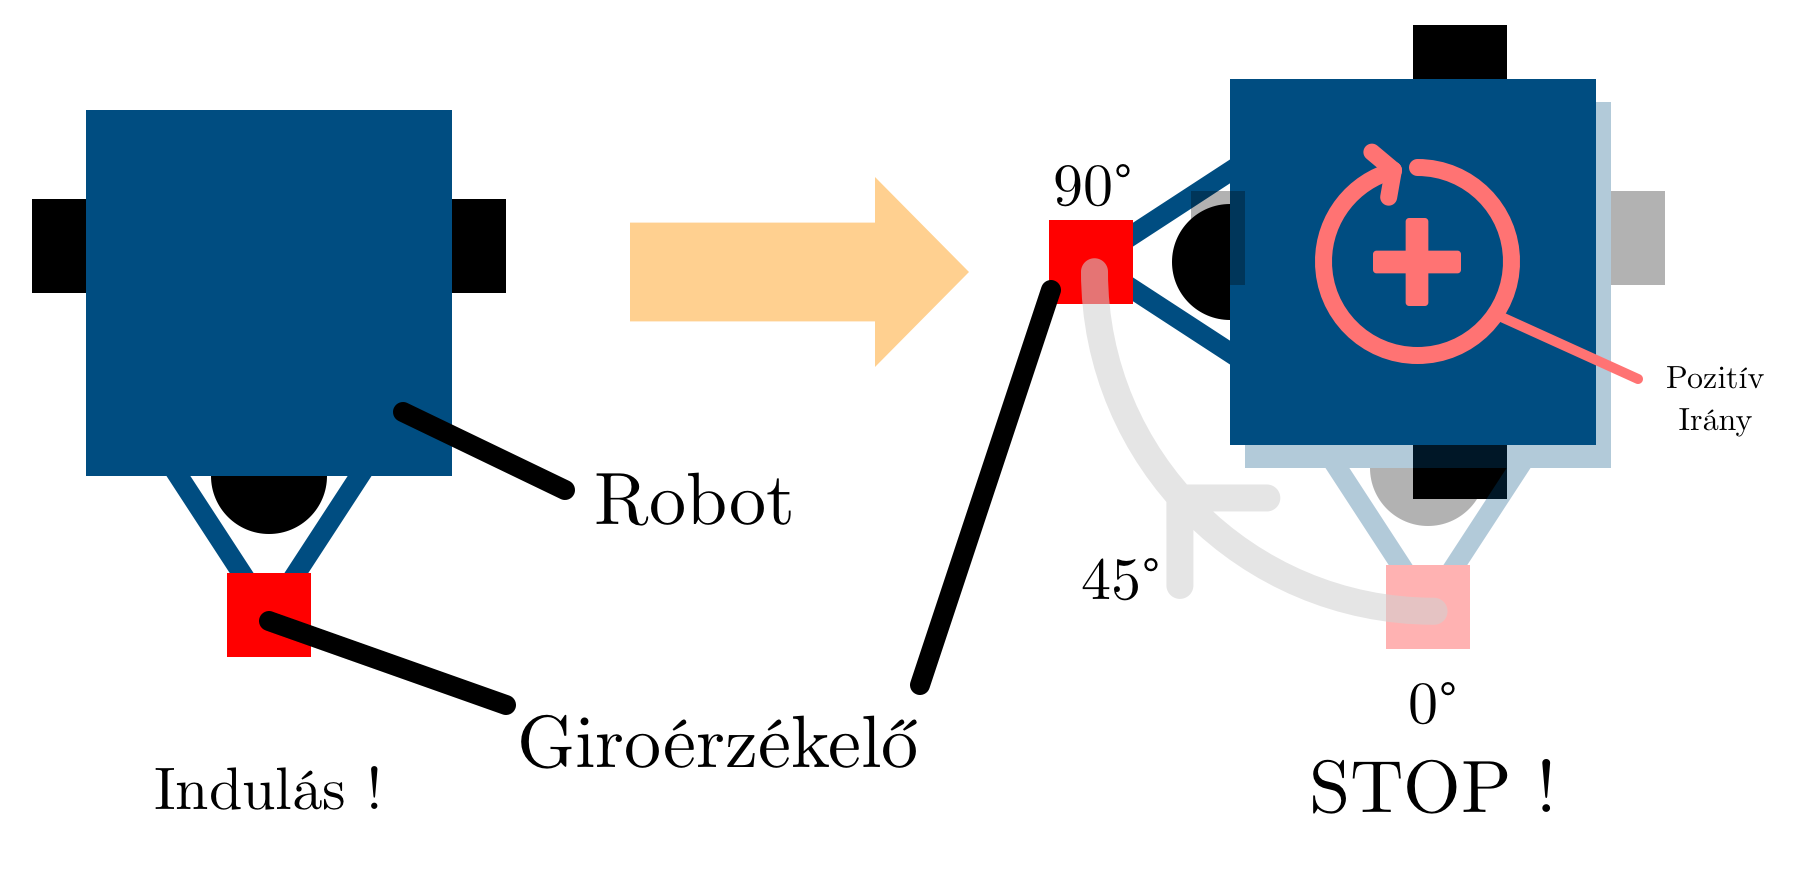 90°
Pozitív
Irány
Robot
45°
0°
Giroérzékelő
Indulás !
STOP !